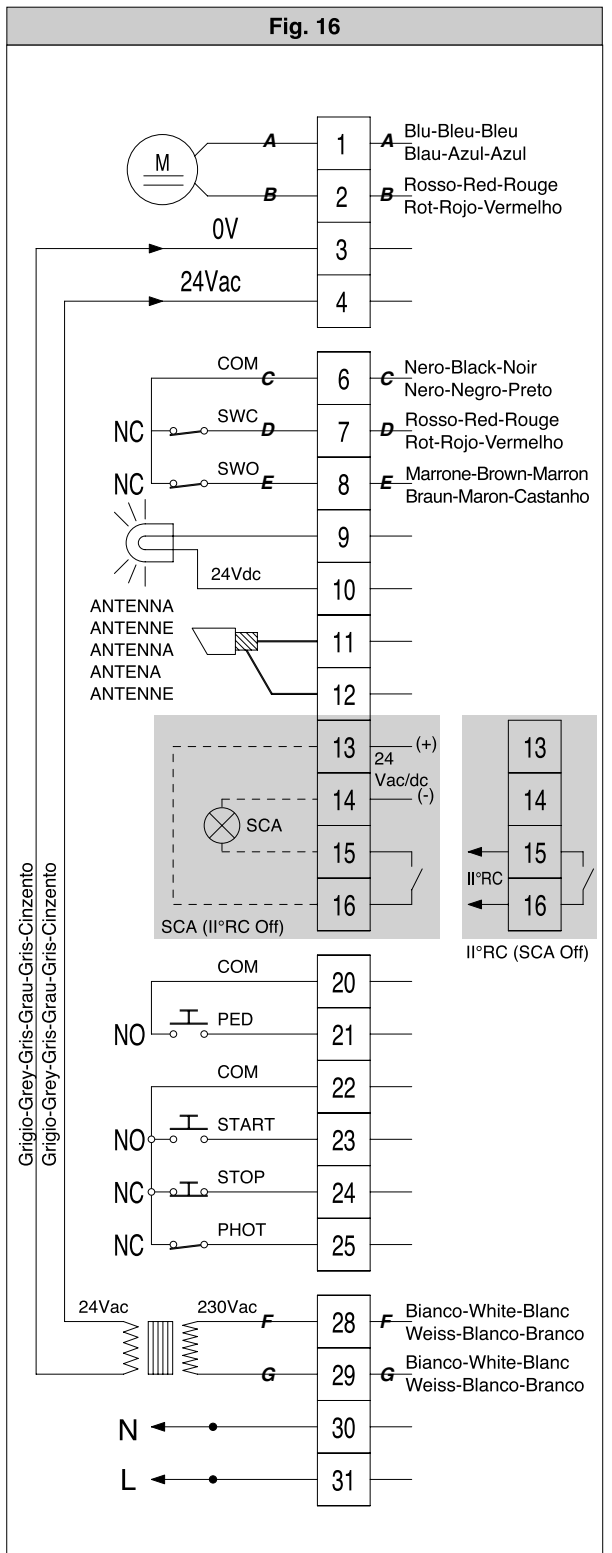 Fig. 16
M
A 1 A Blu-Bleu-Bleu
Blau-Azul-Azul
B 2 B Rosso-Red-Rouge
Rot-Rojo-Vermelho
0V 3
24Vac 4
COM C 6 C Nero-Black-Noir
Nero-Negro-Preto
NC SWC D 7 D Rosso-Red-Rouge
Rot-Rojo-Vermelho
NC SWO E 8 E Marrone-Brown-Marron
Braun-Maron-Castanho
9
24Vdc 10
ANTENNA
ANTENNE
ANTENNA
ANTENA
ANTENNE
11
12
13 (+) 13
24
Vac/dc
14 (-) 14
SCA
15 15
II°RC
16 16
SCA (II°RC Off)
II°RC (SCA Off)
COM 20
NO PED 21
COM 22
NO START 23
NC STOP 24
NC PHOT 25
Grigio-Grey-Gris-Grau-Gris-Cinzento
Grigio-Grey-Gris-Grau-Gris-Cinzento
24Vac 230Vac F 28 F Bianco-White-Blanc
Weiss-Blanco-Branco
G 29 G Bianco-White-Blanc
Weiss-Blanco-Branco
N 30
L 31